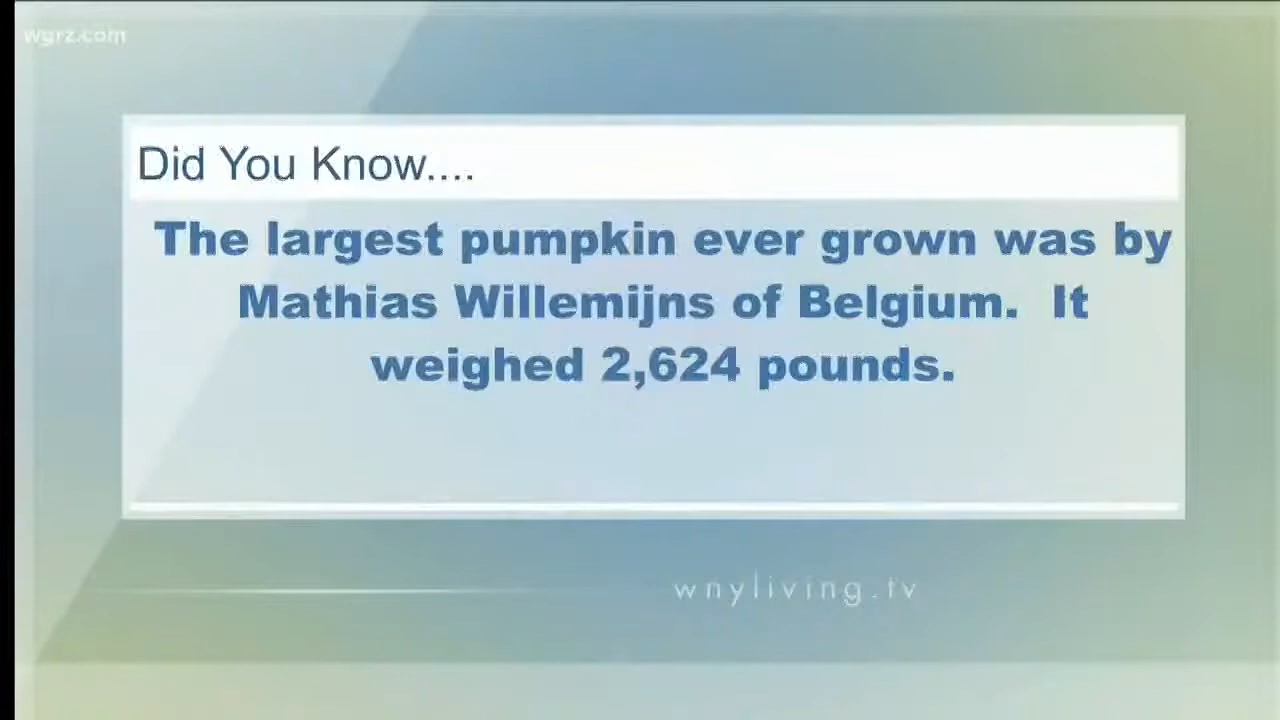 wgrz.com
Did You Know....
The largest pumpkin ever grown was by
Mathias Willemijns of Belgium.  It
weighed 2,624 pounds.
wnyliving.tv